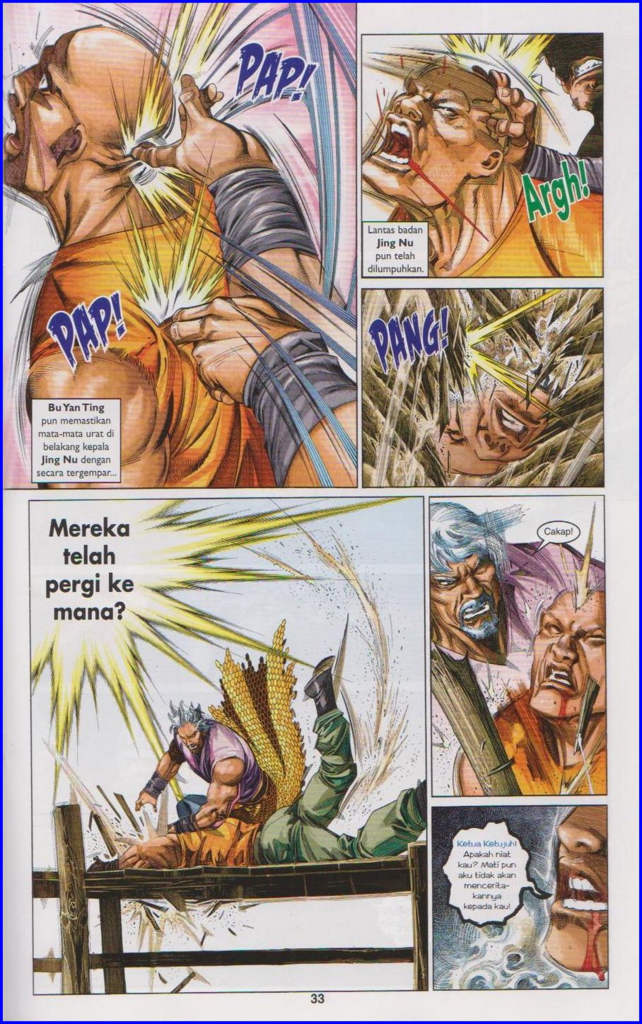 PAP!
PAP!
Bu Yan Ting
pun memastikan
mata-mata urat di
belakang kepala
Jing Nu dengan
secara tergempar...
Argh!
Lantas badan
Jing Nu
pun telah
dilumpuhkan.
PANG!
Mereka
telah
pergi ke
mana?
Cakap!
Ketua Ketujuh!
Apakah niat
kau? Mati pun
aku tidak akan
mencerita-
kannya
kepada kau!
33